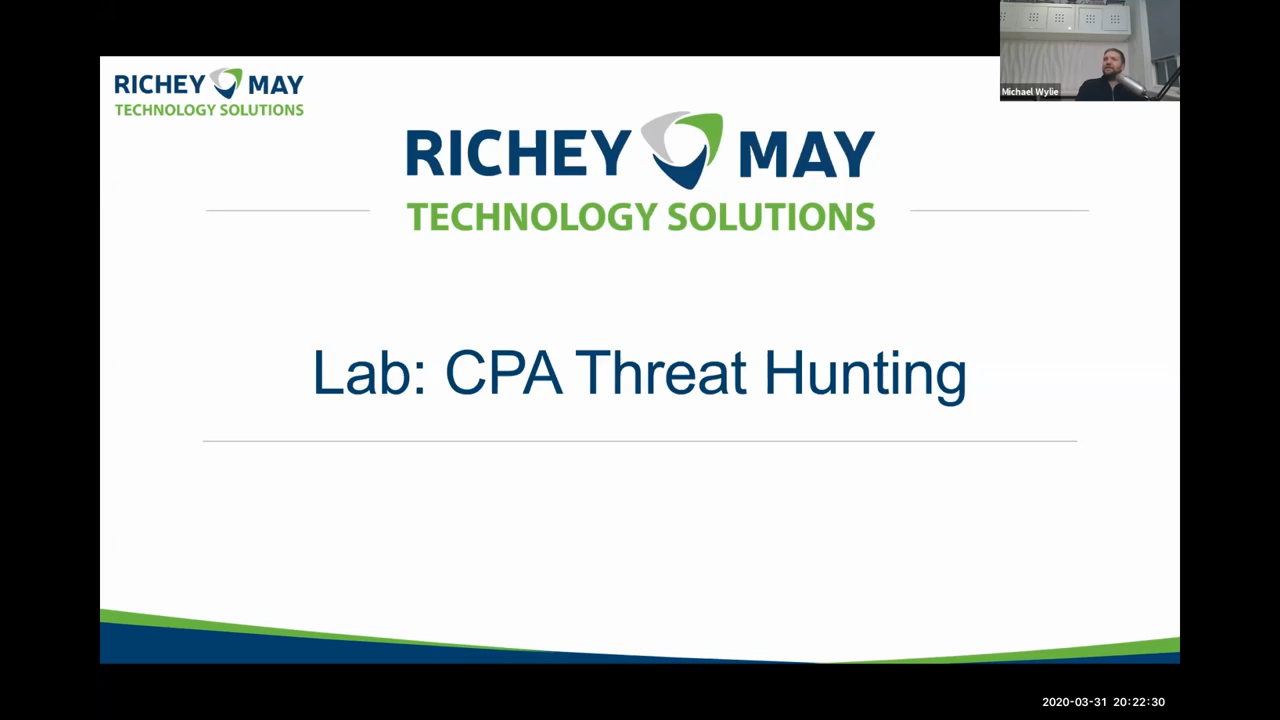 RICHEY MAY
TECHNOLOGY SOLUTIONS
Michael Wylie
RICHEY MAY
TECHNOLOGY SOLUTIONS
Lab: CPA Threat Hunting
2020-03-31 20:22:30